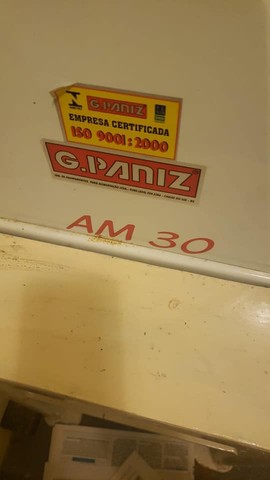 G.PANIZ
EMPRESA CERTIFICADA
ISO 9001:2000
G.PANIZ
AM 30